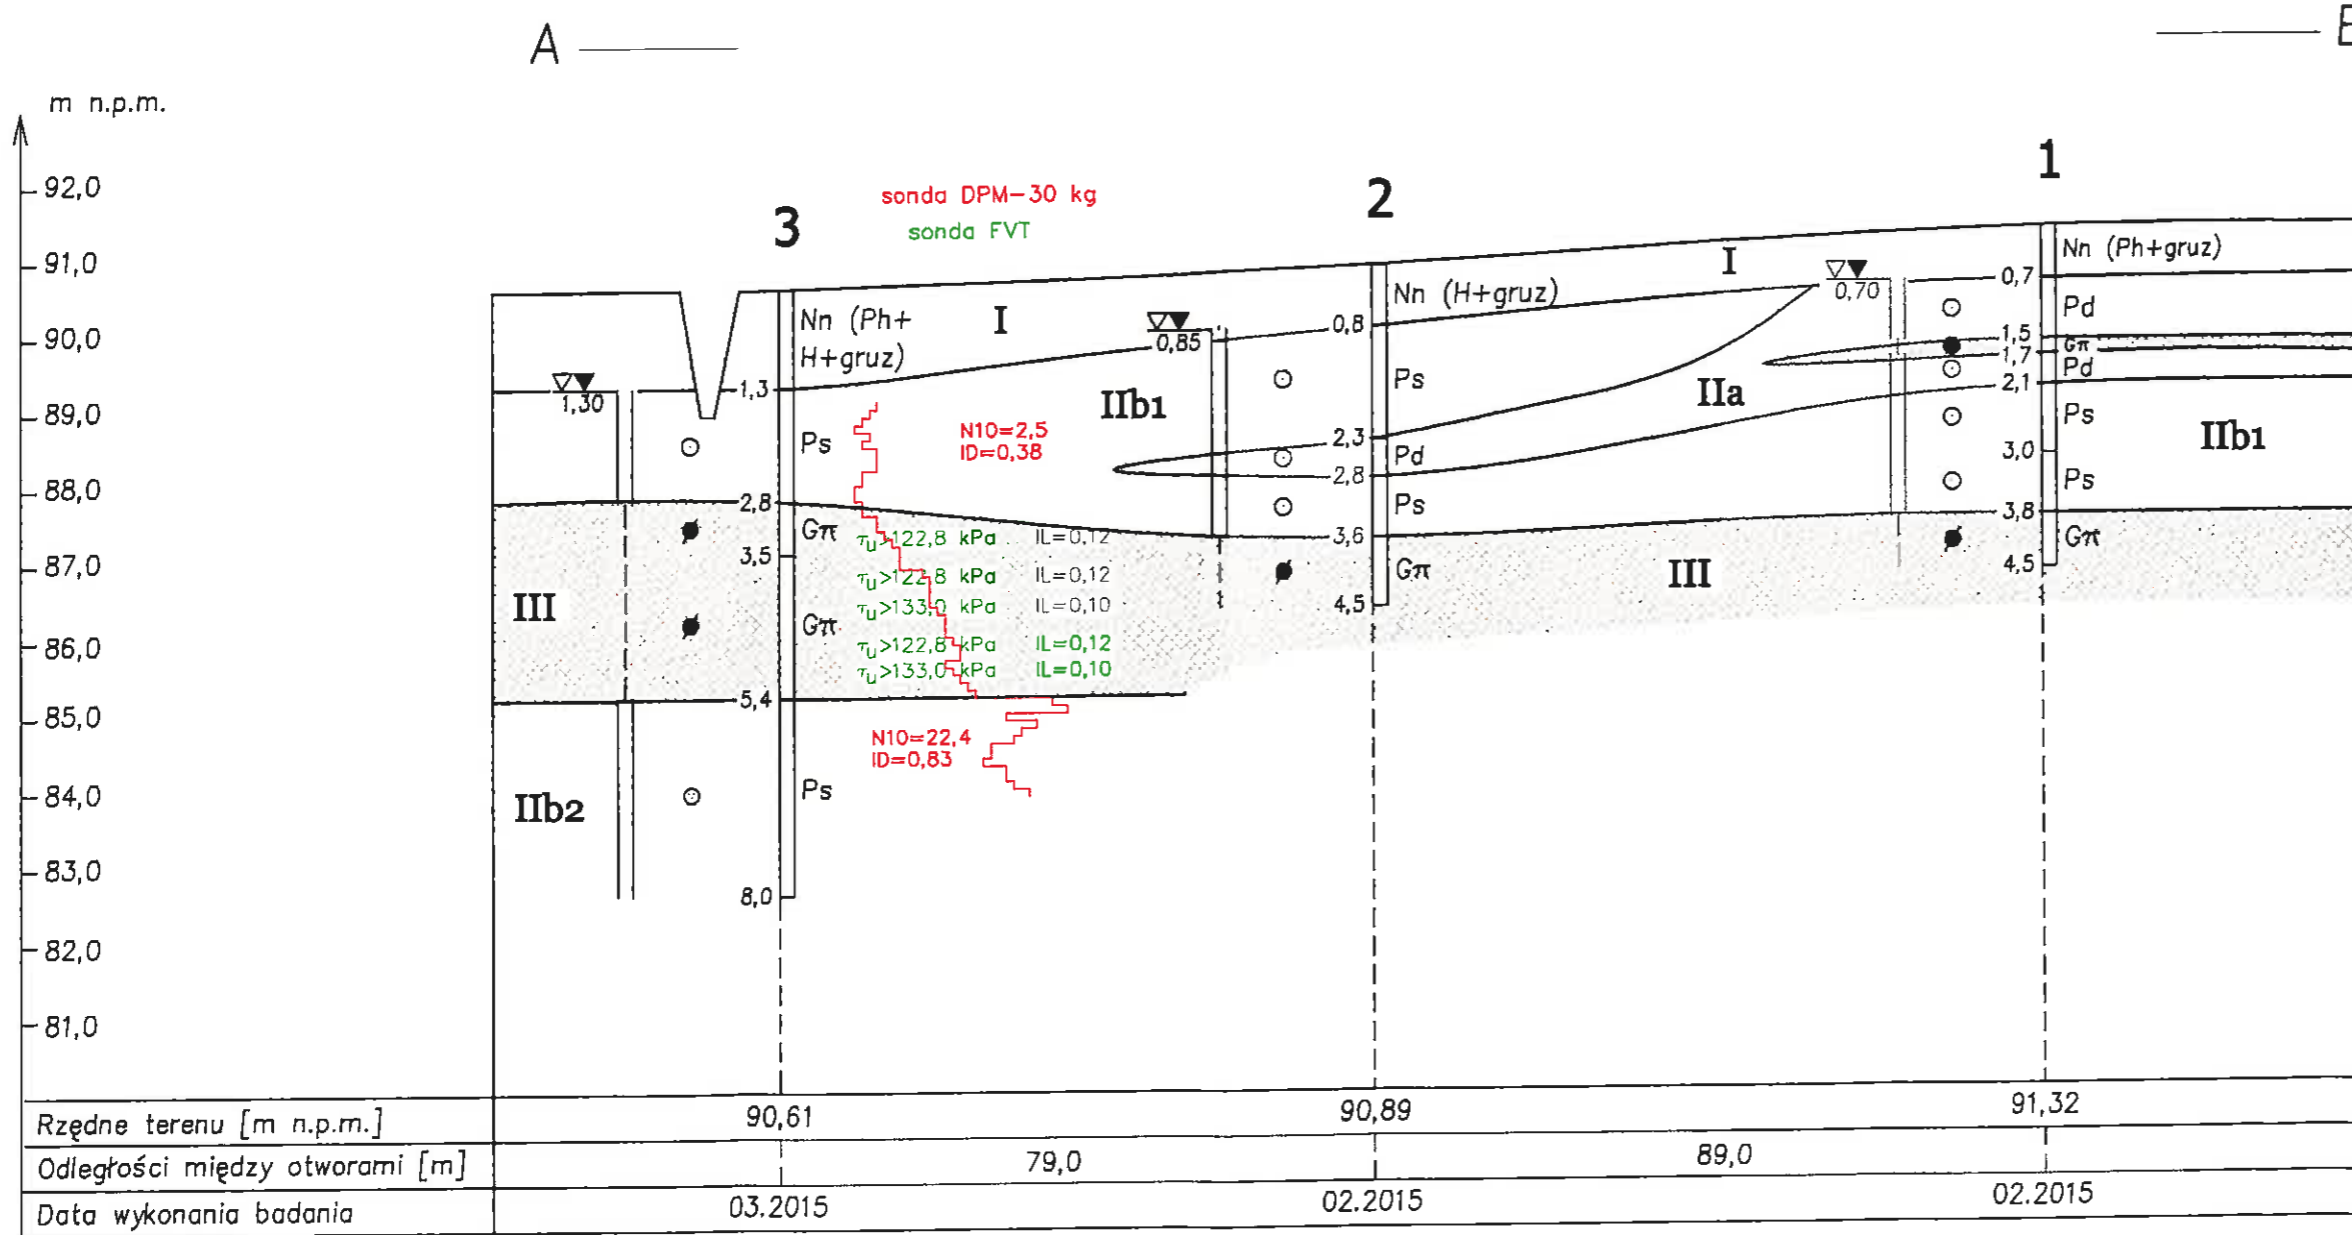 A
m n.p.m.
92,0
91,0
90,0
89,0
88,0
87,0
86,0
85,0
84,0
83,0
82,0
81,0
3
2
1
sonda DPM-30 kg
sonda FVT
1,30
III
IIb2
1,3
2,8
3,5
5,4
8,0
Nn (Ph+
H+gruz)
Ps
Gπ
Gπ
Ps
I
N10=2,5
ID=0,38
τu>122,8 kPa IL=0,12
τu>122,8 kPa IL=0,12
τu>133,0 kPa IL=0,10
τu>122,8 kPa IL=0,12
τu>133,0 kPa IL=0,10
N10=22,4
ID=0,83
0,85
IIb1
0,8
2,3
2,8
3,6
4,5
Nn (H+gruz)
Ps
Pd
Ps
Gπ
I
IIa
III
0,70
0,7
1,5
1,7
2,1
3,0
3,8
4,5
Nn (Ph+gruz)
Pd
Gπ
Pd
Ps
Ps
Gπ
IIb1
Rzędne terenu [m n.p.m.] 90,61 90,89 91,32
Odległości między otworami [m] 79,0 89,0
Data wykonania badania 03.2015 02.2015 02.2015